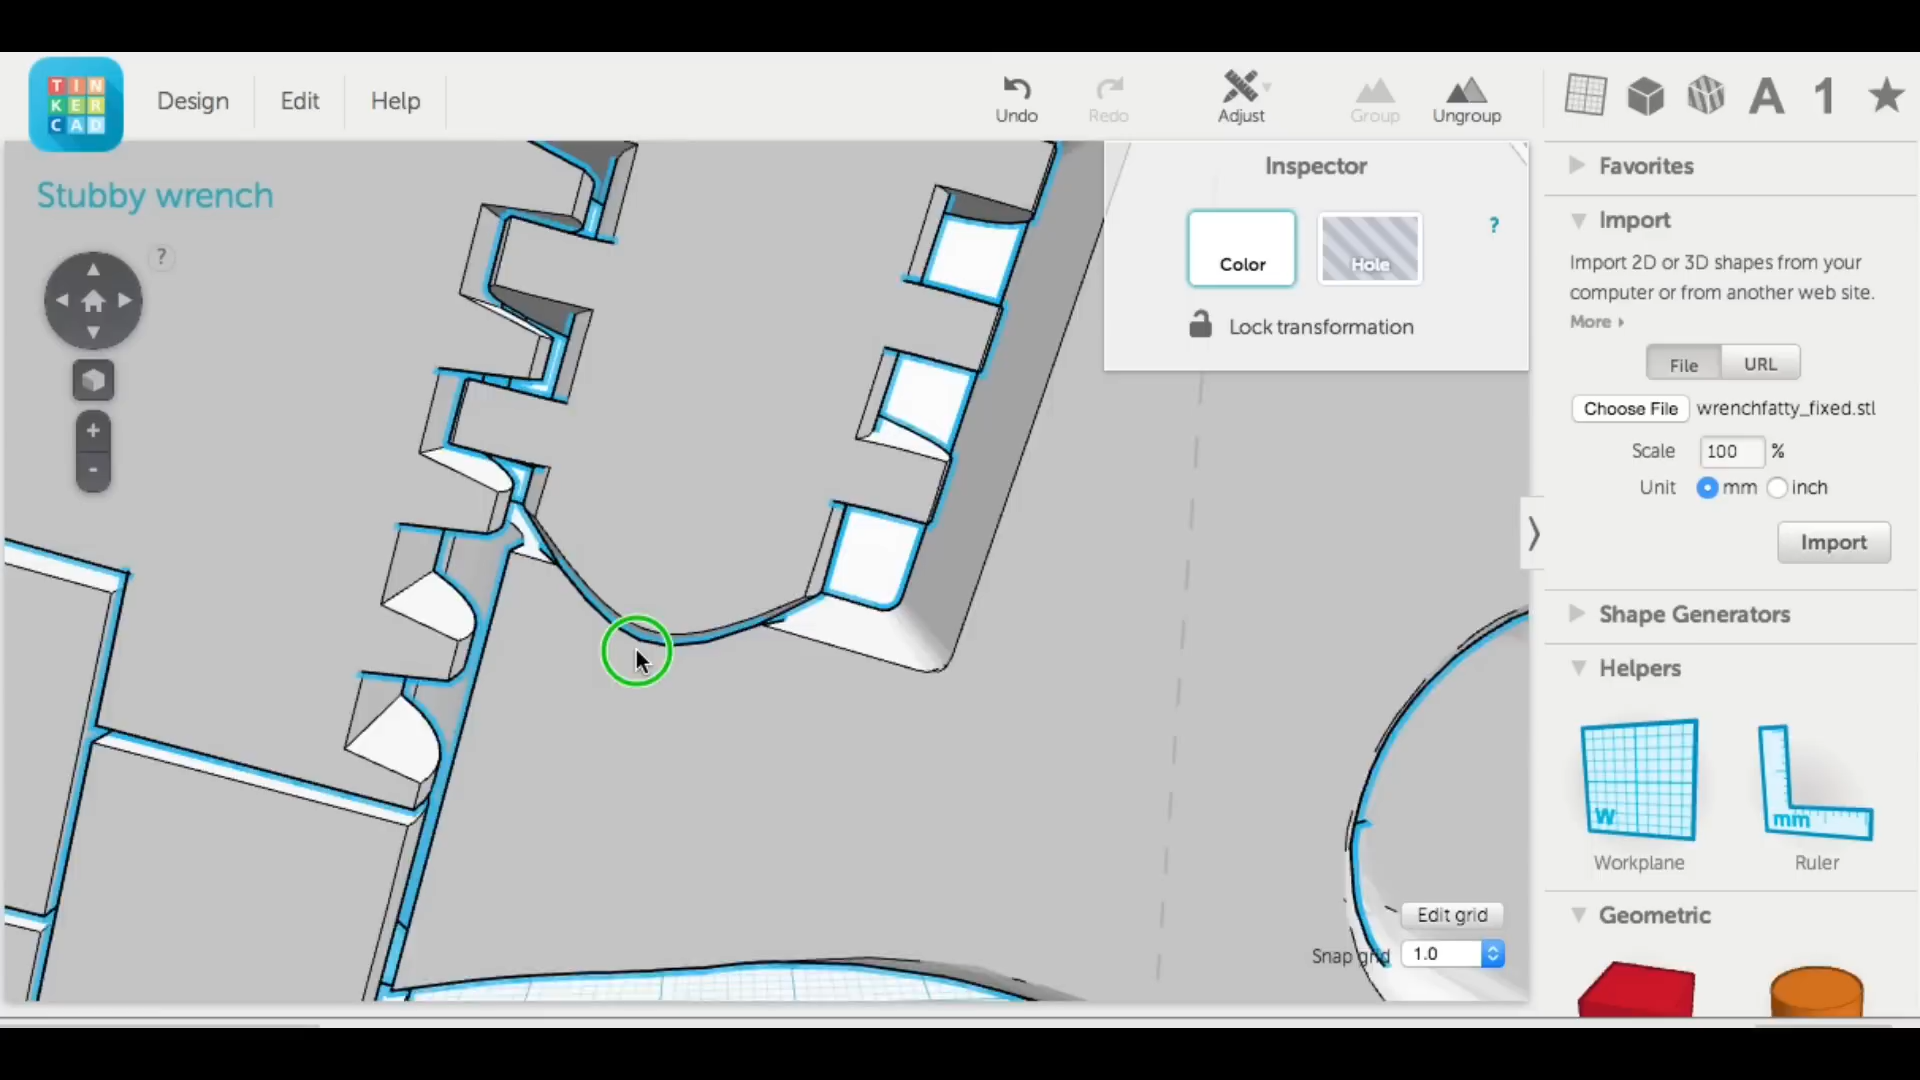 TIN
KER
CAD
Design
Edit
Help
Undo
Redo
Adjust
Group
Ungroup
A
1
Stubby wrench
?
+
-
Inspector
Color
Hole
?
Lock transformation
Favorites
Import
Import 2D or 3D shapes from your
computer or from another web site.
More
File
URL
Choose File
wrenchfatty_fixed.stl
Scale
100
%
Unit
mm
inch
Import
Shape Generators
Helpers
W
mm
Workplane
Ruler
Edit grid
Snap grid
1.0
Geometric